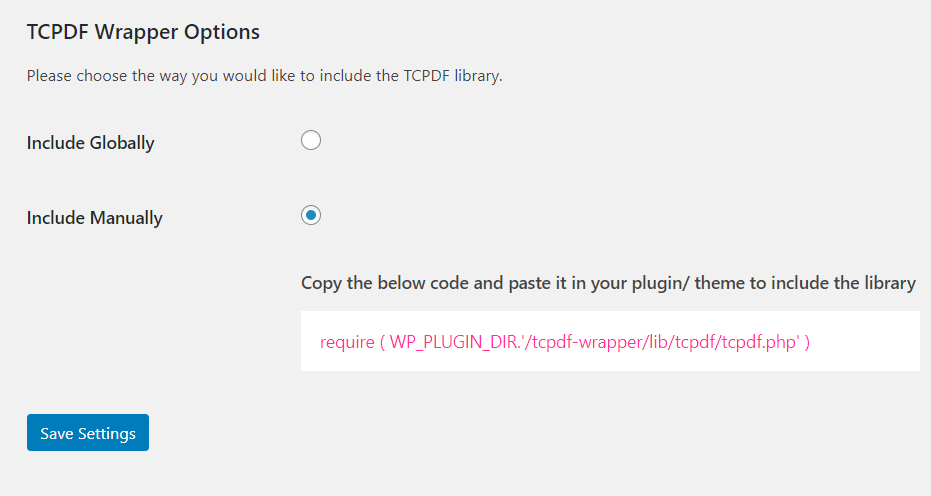 TCPDF Wrapper Options
Please choose the way you would like to include the TCPDF library.
Include Globally
Include Manually
Copy the below code and paste it in your plugin/ theme to include the library
require ( WP_PLUGIN_DIR.'/tcpdf-wrapper/lib/tcpdf/tcpdf.php' )
Save Settings